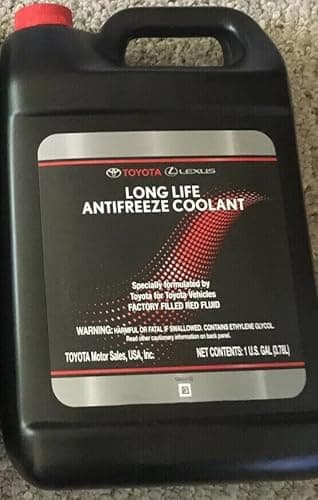 TOYOTA LEXUS
LONG LIFE
ANTIFREEZE COOLANT
Specially formulated by
Toyota for Toyota Vehicles
FACTORY FILLED RED FLUID
WARNING: HARMFUL OR FATAL IF SWALLOWED. CONTAINS ETHYLENE GLYCOL.
Read other cautionary information on back panel.
TOYOTA Motor Sales, USA, Inc. NET CONTENTS: 1 U.S. GAL (3.78L)